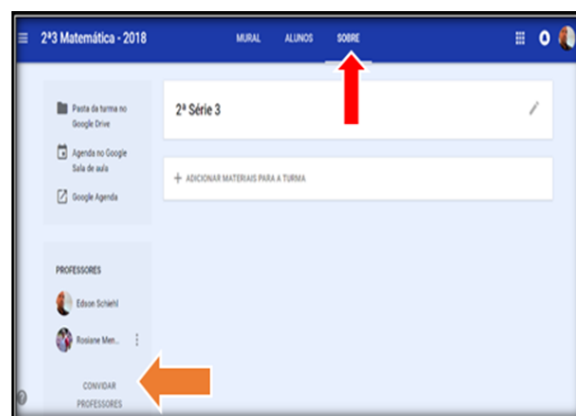 2ª3 Matemática - 2018
MURAL ALUNOS SOBRE
Pasta da turma no
Google Drive
Agenda no Google
Sala de aula
Google Agenda
2ª Série 3
+ ADICIONAR MATERIAIS PARA A TURMA
PROFESSORES
Edson Schiehl
Rosiane Men...
CONVIDAR
PROFESSORES